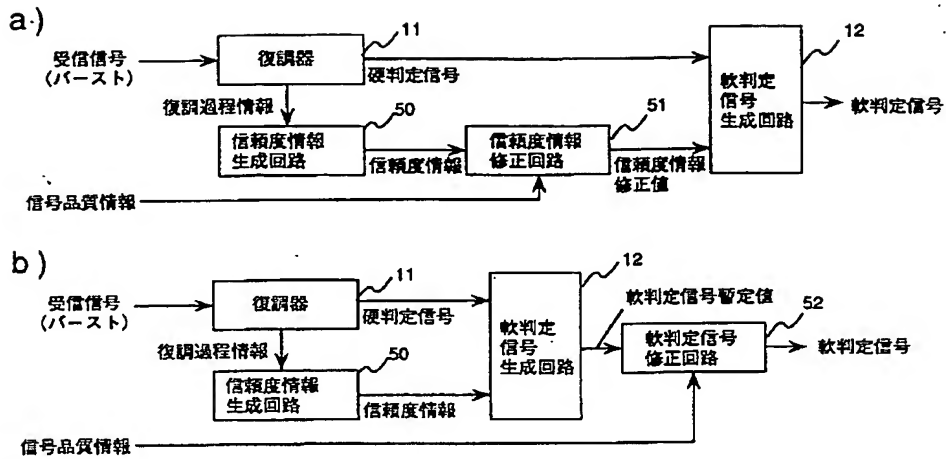 a)
11
12
受信信号
(バースト)
復調器
硬判定信号
軟判定
信号
生成回路
軟判定信号
復調過程情報
50
51
信頼度情報
生成回路
信頼度情報
信頼度情報
修正回路
信頼度情報
修正値
信号品質情報
b)
11
12
受信信号
(バースト)
復調器
硬判定信号
軟判定
信号
生成回路
軟判定信号暫定値
52
軟判定信号
修正回路
軟判定信号
復調過程情報
50
信頼度情報
生成回路
信頼度情報
信号品質情報